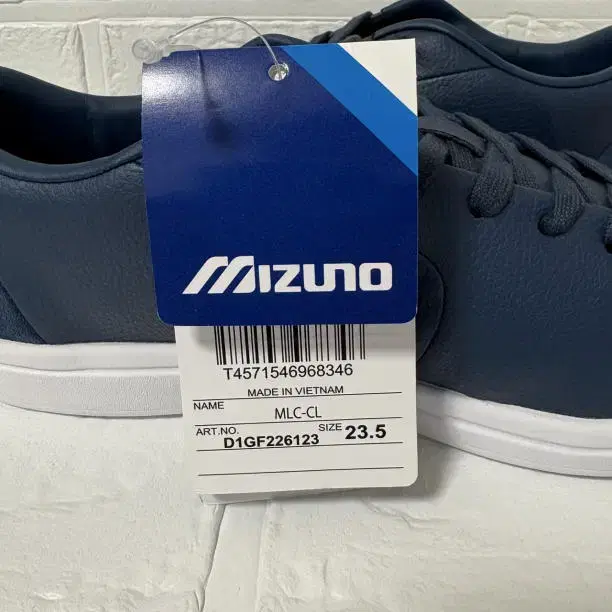 MIZUNO
T4571546968346
MADE IN VIETNAM
NAME MLC-CL
ART.NO. D1GF226123 SIZE 23.5